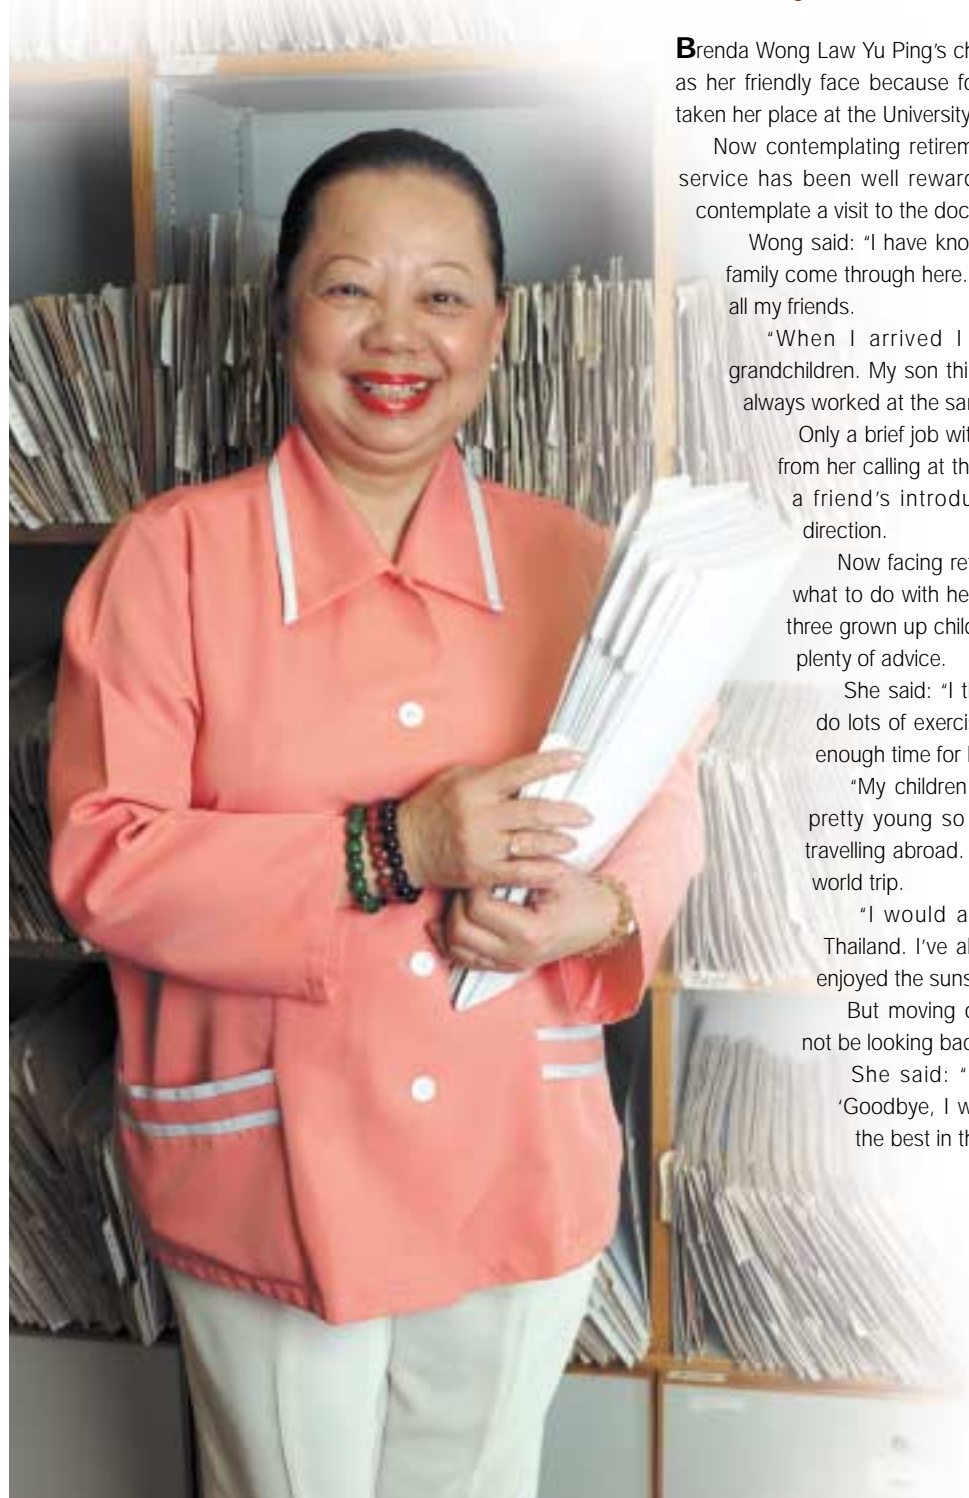 Brenda Wong Law Yu Ping's ch
as her friendly face because fo
taken her place at the University
Now contemplating retirem
service has been well reward
contemplate a visit to the doc
Wong said: "I have kno
family come through here.
all my friends.
"When I arrived I
grandchildren. My son thi
always worked at the sar
Only a brief job wit
from her calling at th
a friend's introdu
direction.
Now facing ret
what to do with he
three grown up child
plenty of advice.
She said: "I th
do lots of exercis
enough time for
"My children
pretty young so
travelling abroad.
world trip.
"I would a
Thailand. I've al
enjoyed the suns
But moving o
not be looking bac
She said: "
'Goodbye, I w
the best in th